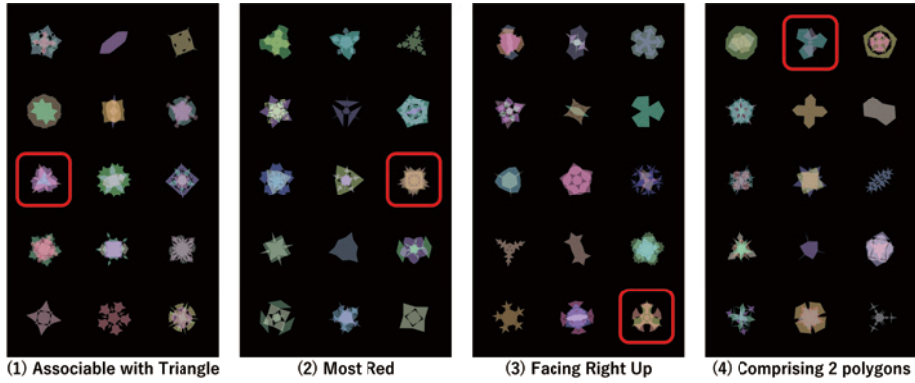 (1) Associable with Triangle
(2) Most Red
(3) Facing Right Up
(4) Comprising 2 polygons